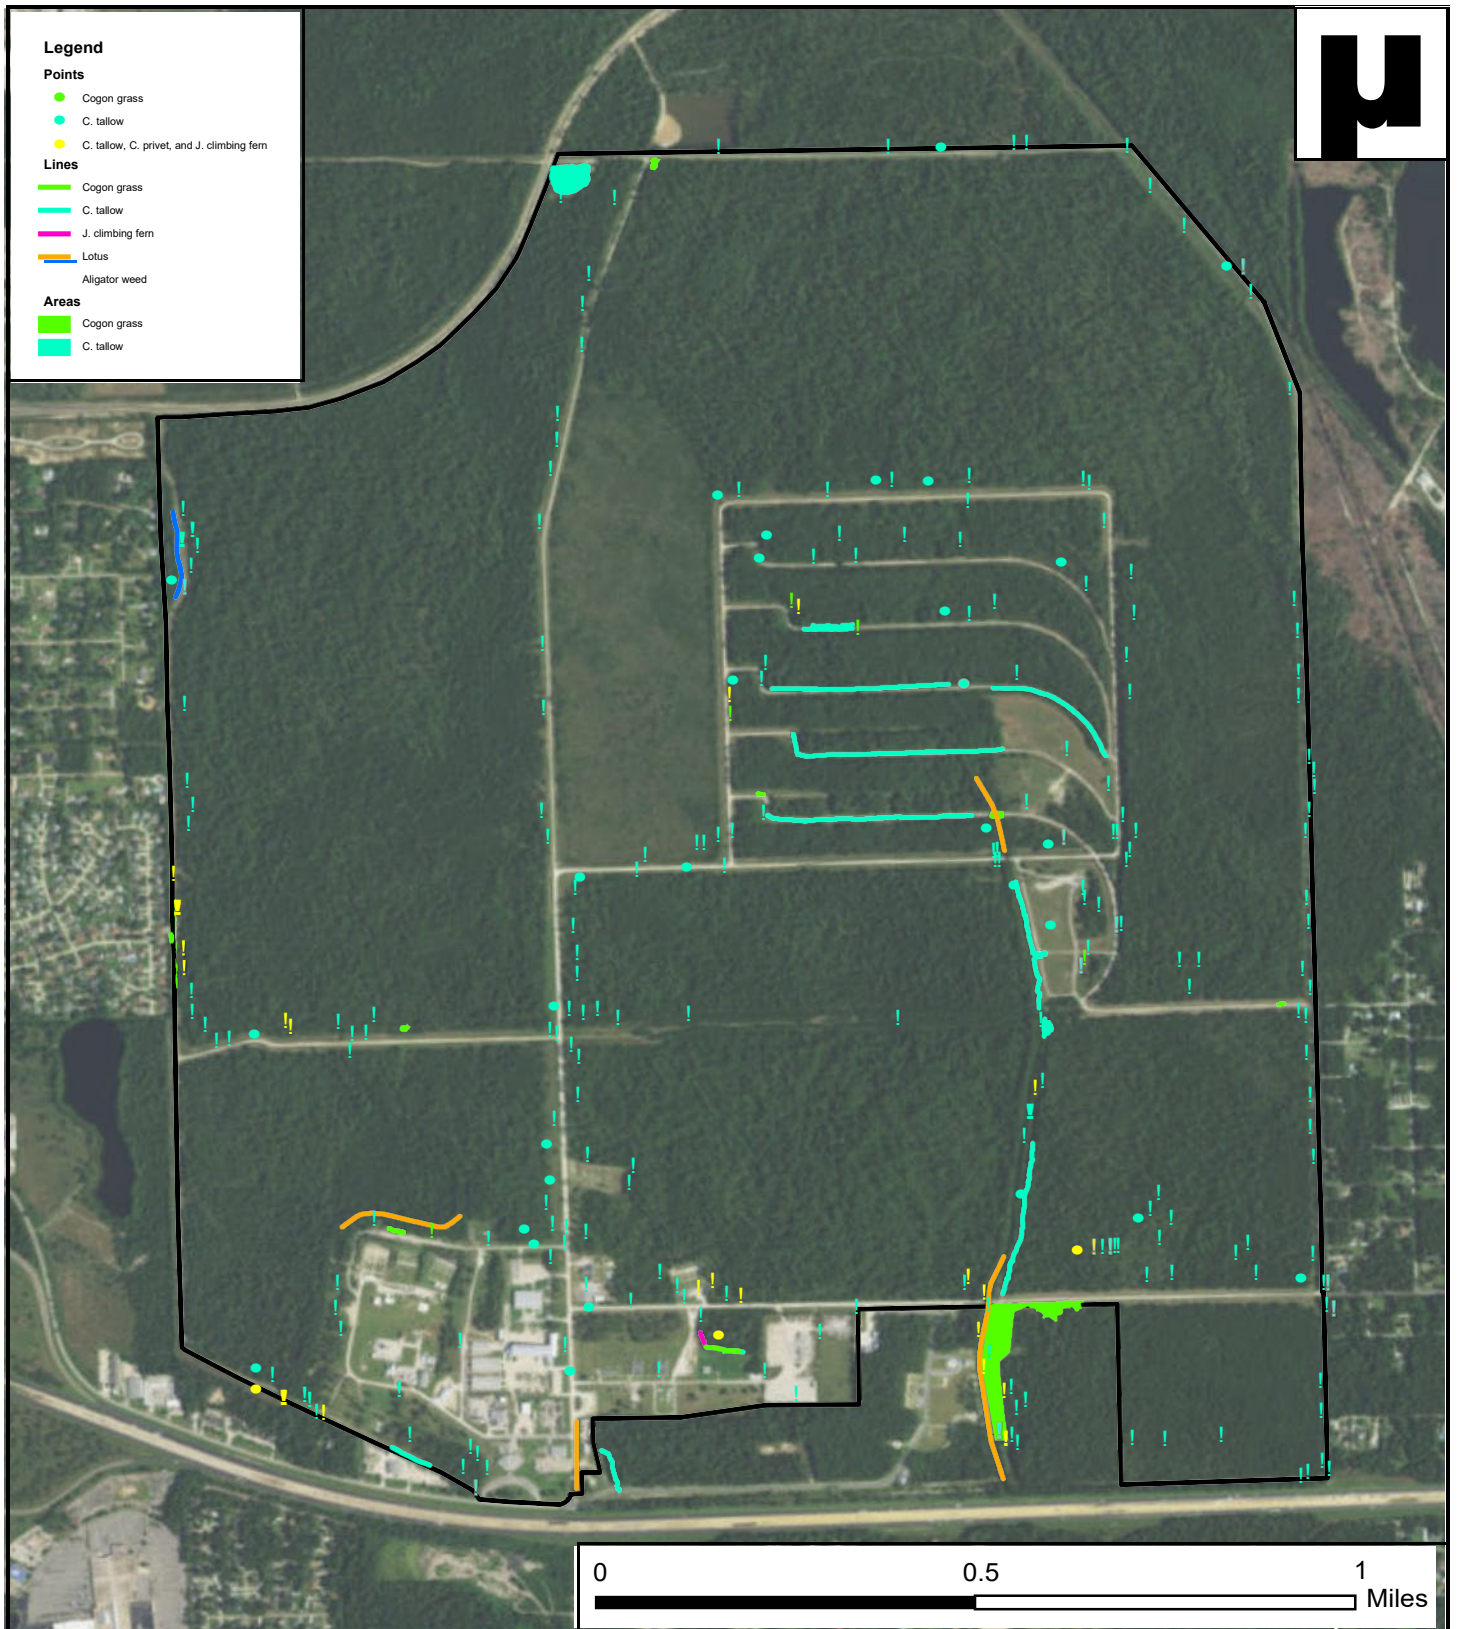 Legend
Points
Cogon grass
C. tallow
C. tallow, C. privet, and J. climbing fern
Lines
Cogon grass
C. tallow
J. climbing fern
Lotus
Aligator weed
Areas
Cogon grass
C. tallow
µ
0 0.5 1
Miles